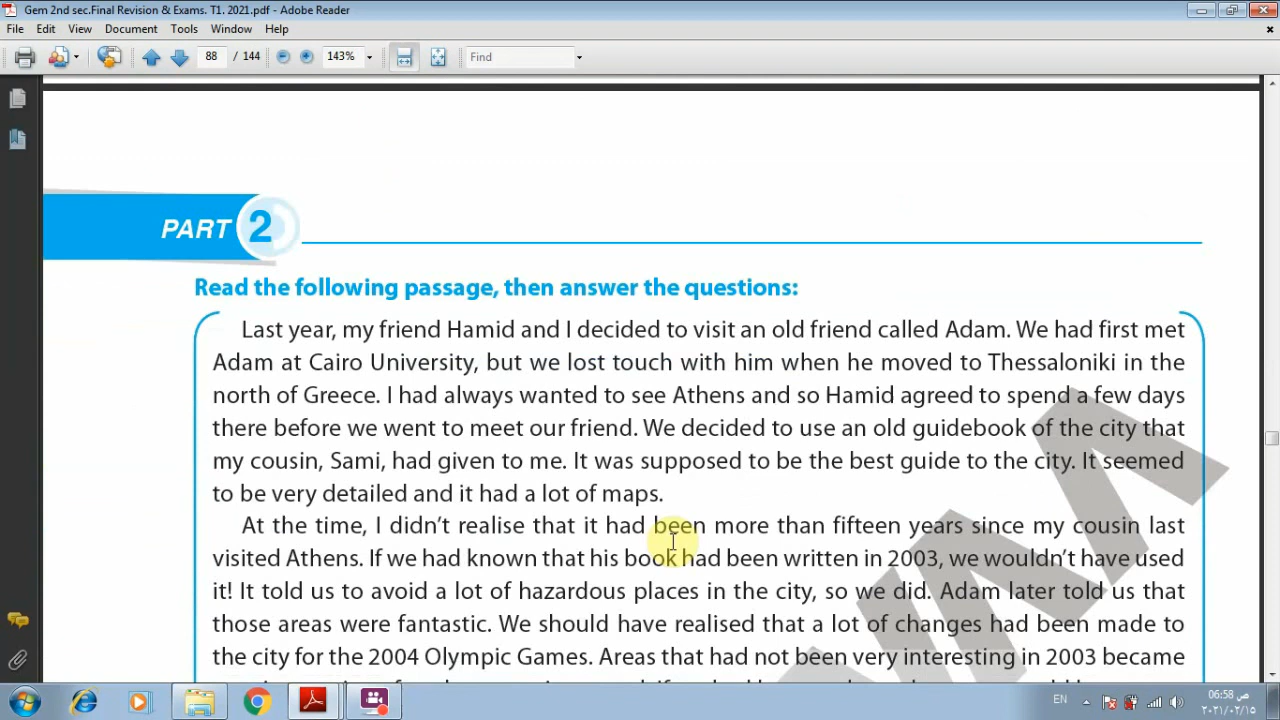 Gem 2nd sec.Final Revision & Exams. T1. 2021.pdf - Adobe Reader
File Edit View Document Tools Window Help
88 / 144 143% Find
PART 2
Read the following passage, then answer the questions:
Last year, my friend Hamid and I decided to visit an old friend called Adam. We had first met
Adam at Cairo University, but we lost touch with him when he moved to Thessaloniki in the
north of Greece. I had always wanted to see Athens and so Hamid agreed to spend a few days
there before we went to meet our friend. We decided to use an old guidebook of the city that
my cousin, Sami, had given to me. It was supposed to be the best guide to the city. It seemed
to be very detailed and it had a lot of maps.
At the time, I didn’t realise that it had been more than fifteen years since my cousin last
visited Athens. If we had known that his book had been written in 2003, we wouldn’t have used
it! It told us to avoid a lot of hazardous places in the city, so we did. Adam later told us that
those areas were fantastic. We should have realised that a lot of changes had been made to
the city for the 2004 Olympic Games. Areas that had not been very interesting in 2003 became
EN
06:58 ص
٢٠٢١/٠٢/١٥